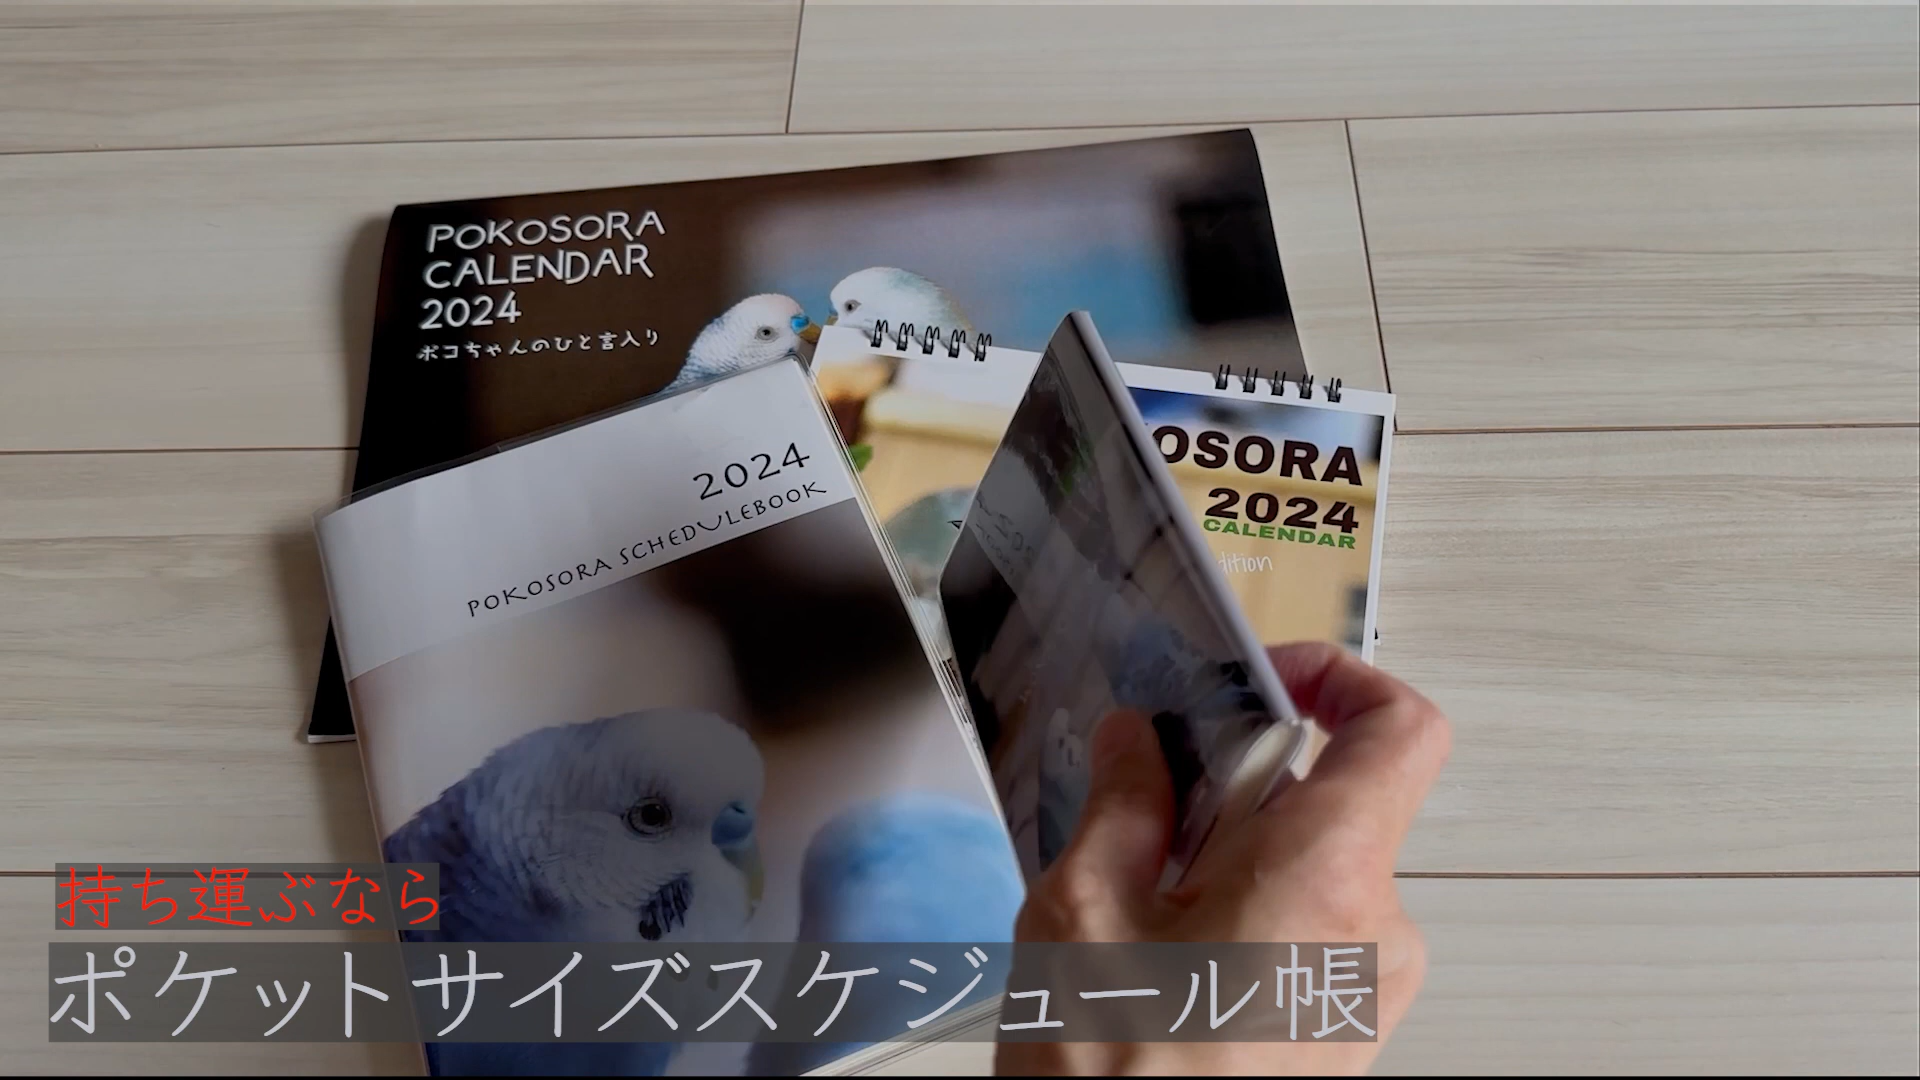 POKOSORA
CALENDAR
2024
ポコちゃんのひと言入り
2024
POKOSORA SCHEDULEBOOK
OSORA
2024
CALENDAR
dition
持ち運ぶなら
ポケットサイズスケジュール帳